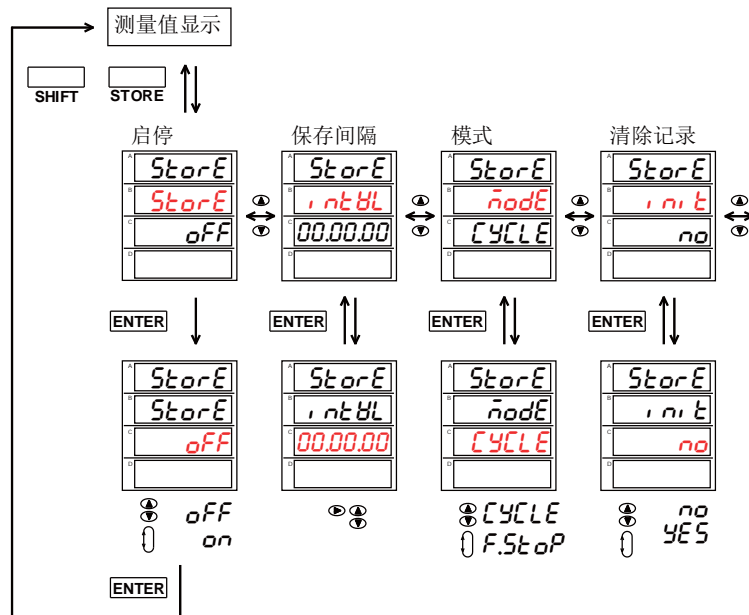 测量值显示
SHIFT STORE
启停 保存间隔 模式 清除记录
A StorE A StorE A StorE A StorE
B StorE B intVAL B modE B init
C oFF C 00.00.00 C CYCLE C no
D D D D
ENTER ENTER ENTER ENTER
A StorE A StorE A StorE A StorE
B StorE B intVAL B modE B init
C oFF C 00.00.00 C CYCLE C no
D D D D
oFF CYCLE no
on F.StoP YES
ENTER